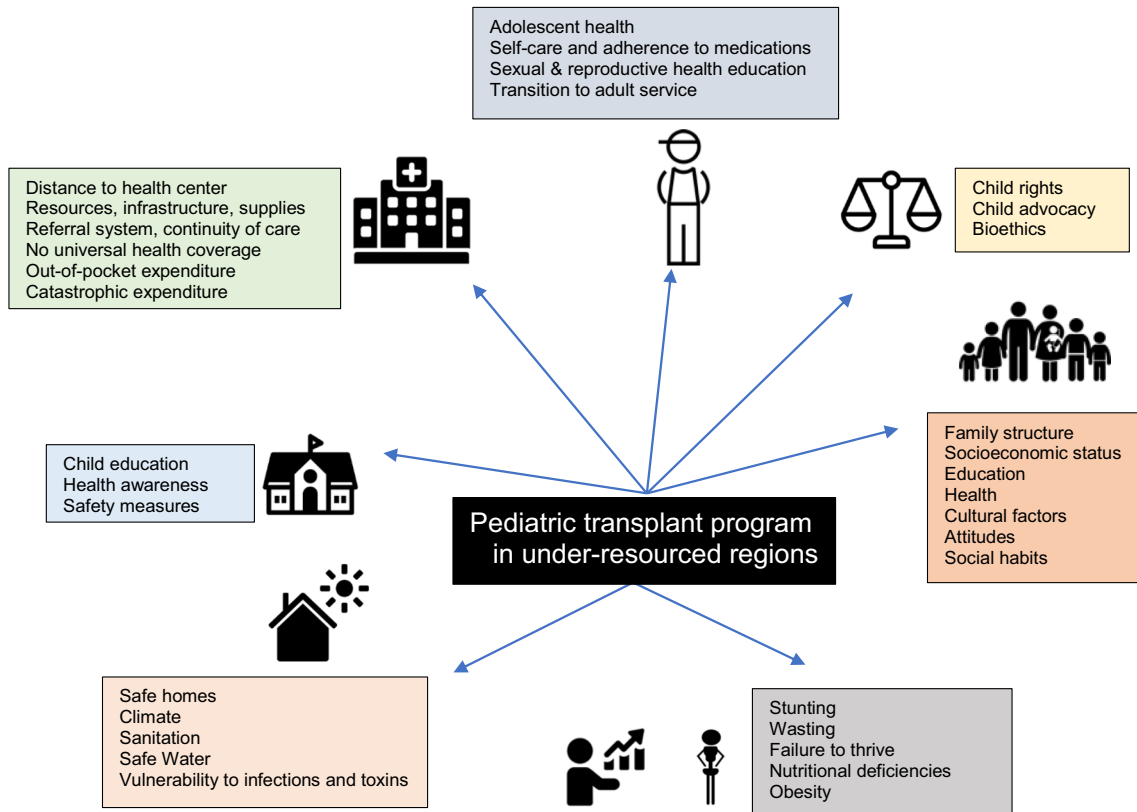 Adolescent health
Self-care and adherence to medications
Sexual & reproductive health education
Transition to adult service
Distance to health center
Resources, infrastructure, supplies
Referral system, continuity of care
No universal health coverage
Out-of-pocket expenditure
Catastrophic expenditure
Child rights
Child advocacy
Bioethics
Child education
Health awareness
Safety measures
Pediatric transplant program
in under-resourced regions
Family structure
Socioeconomic status
Education
Health
Cultural factors
Attitudes
Social habits
Safe homes
Climate
Sanitation
Safe Water
Vulnerability to infections and toxins
Stunting
Wasting
Failure to thrive
Nutritional deficiencies
Obesity